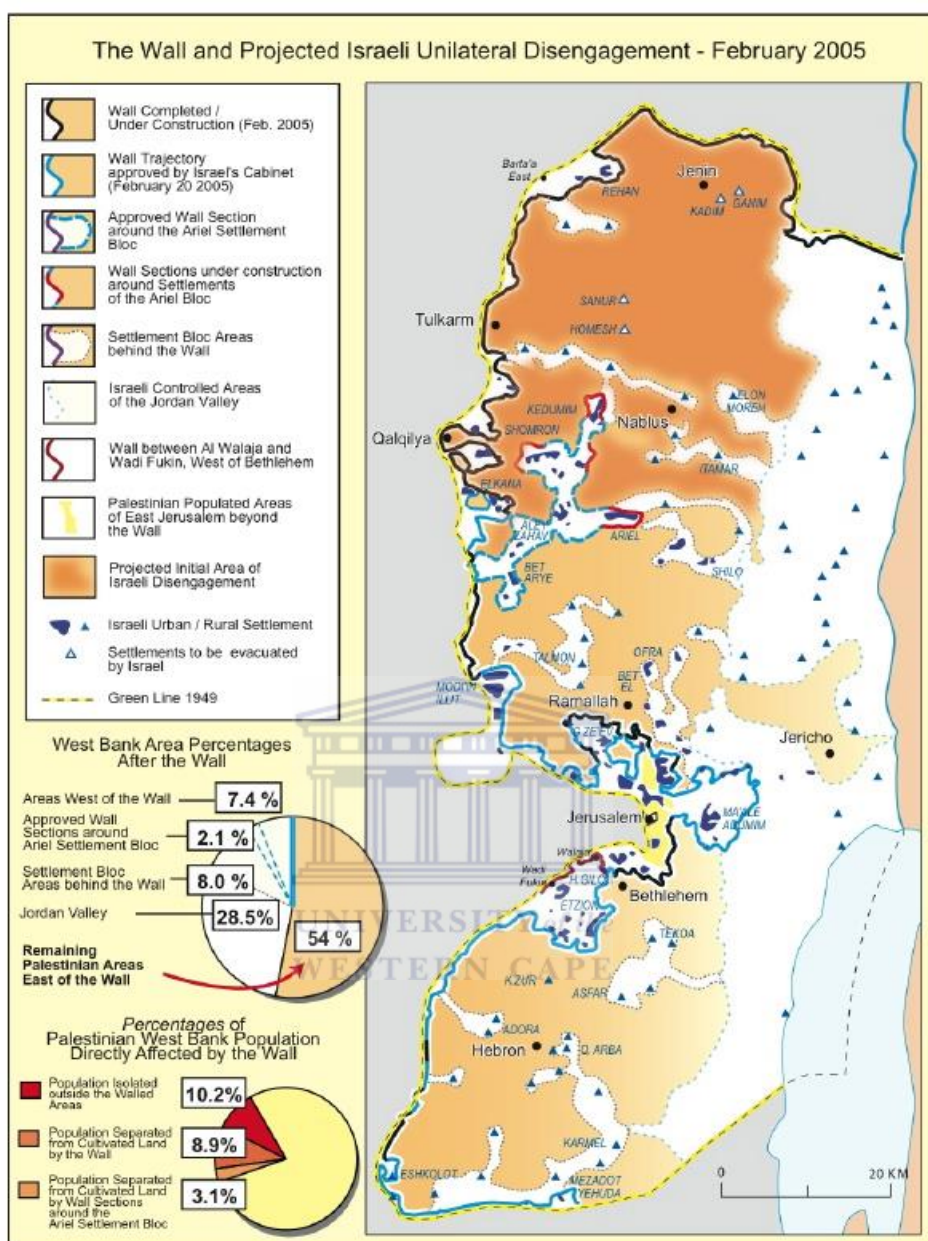 The Wall and Projected Israeli Unilateral Disengagement - February 2005
Wall Completed /
Under Construction (Feb. 2005)
Wall Trajectory
approved by Israel's Cabinet
(February 20 2005)
Approved Wall Section
around the Ariel Settlement
Bloc
Wall Sections under construction
around Settlements
of the Ariel Bloc
Settlement Bloc Areas
behind the Wall
Israeli Controlled Areas
of the Jordan Valley
Wall between Al Walaja and
Wadi Fukin, West of Bethlehem
Palestinian Populated Areas
of East Jerusalem beyond
the Wall
Projected Initial Area of
Israeli Disengagement
Israeli Urban / Rural Settlement
Settlements to be evacuated
by Israel
Green Line 1949
West Bank Area Percentages
After the Wall
Areas West of the Wall
7.4 %
Approved Wall
Sections around
Ariel Settlement Bloc
2.1 %
Settlement Bloc
Areas behind the Wall
8.0 %
Jordan Valley
28.5%
54 %
Remaining
Palestinian Areas
East of the Wall
Percentages of
Palestinian West Bank Population
Directly Affected by the Wall
Population Isolated
outside the Walled
Areas
10.2%
Population Separated
from Cultivated Land
by the Wall
8.9%
Population Separated
from Cultivated Land
by Wall Sections
around the
Ariel Settlement Bloc
3.1%
Barta'a
East
REHAN
Jenin
KADIM
GANIM
SANUR
HOMESH
Tulkarm
KEDUMIM
SHOMRON
Nablus
ELON
MOREH
Qalqilya
ITAMAR
ELKANA
ALEY
ZAHAV
ARIEL
BET
ARYE
SHILO
TALMON
OFRA
BET
EL
MODI'IN
ILLIT
Ramallah
G.ZE'EV
Jericho
Jerusalem
MA'ALE
ADUMIM
Walaja
Wadi
Fukin
H.GILO
Bethlehem
ETZION
TEKOA
K.ZUR
ASFAR
ADORA
Hebron
Q. ARBA
KARMEL
ESHKOLOT
MEZADOT
YEHUDA
0
20 KM
UNIVERSITY of the
WESTERN CAPE